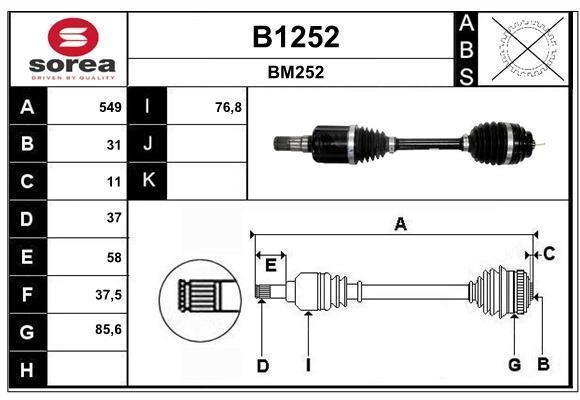 sorea
DRIVEN BY QUALITY
B1252
BM252
A
B
S
A 549
B 31
C 11
D 37
E 58
F 37,5
G 85,6
H
I 76,8
J
K
A
E
C
D
I
G
B